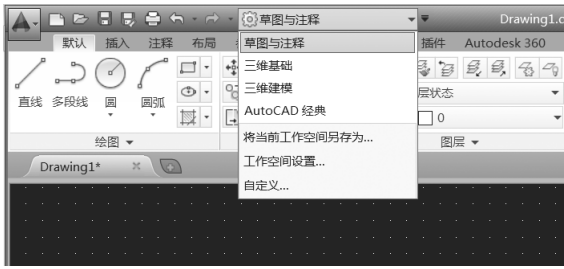 草图与注释 Drawing1.d
默认 插入 注释 布局 插件 Autodesk 360
草图与注释
三维基础
三维建模
AutoCAD 经典
将当前工作空间另存为...
工作空间设置...
自定义...
直线 多段线 圆 圆弧
层状态
0
绘图 图层
Drawing1*